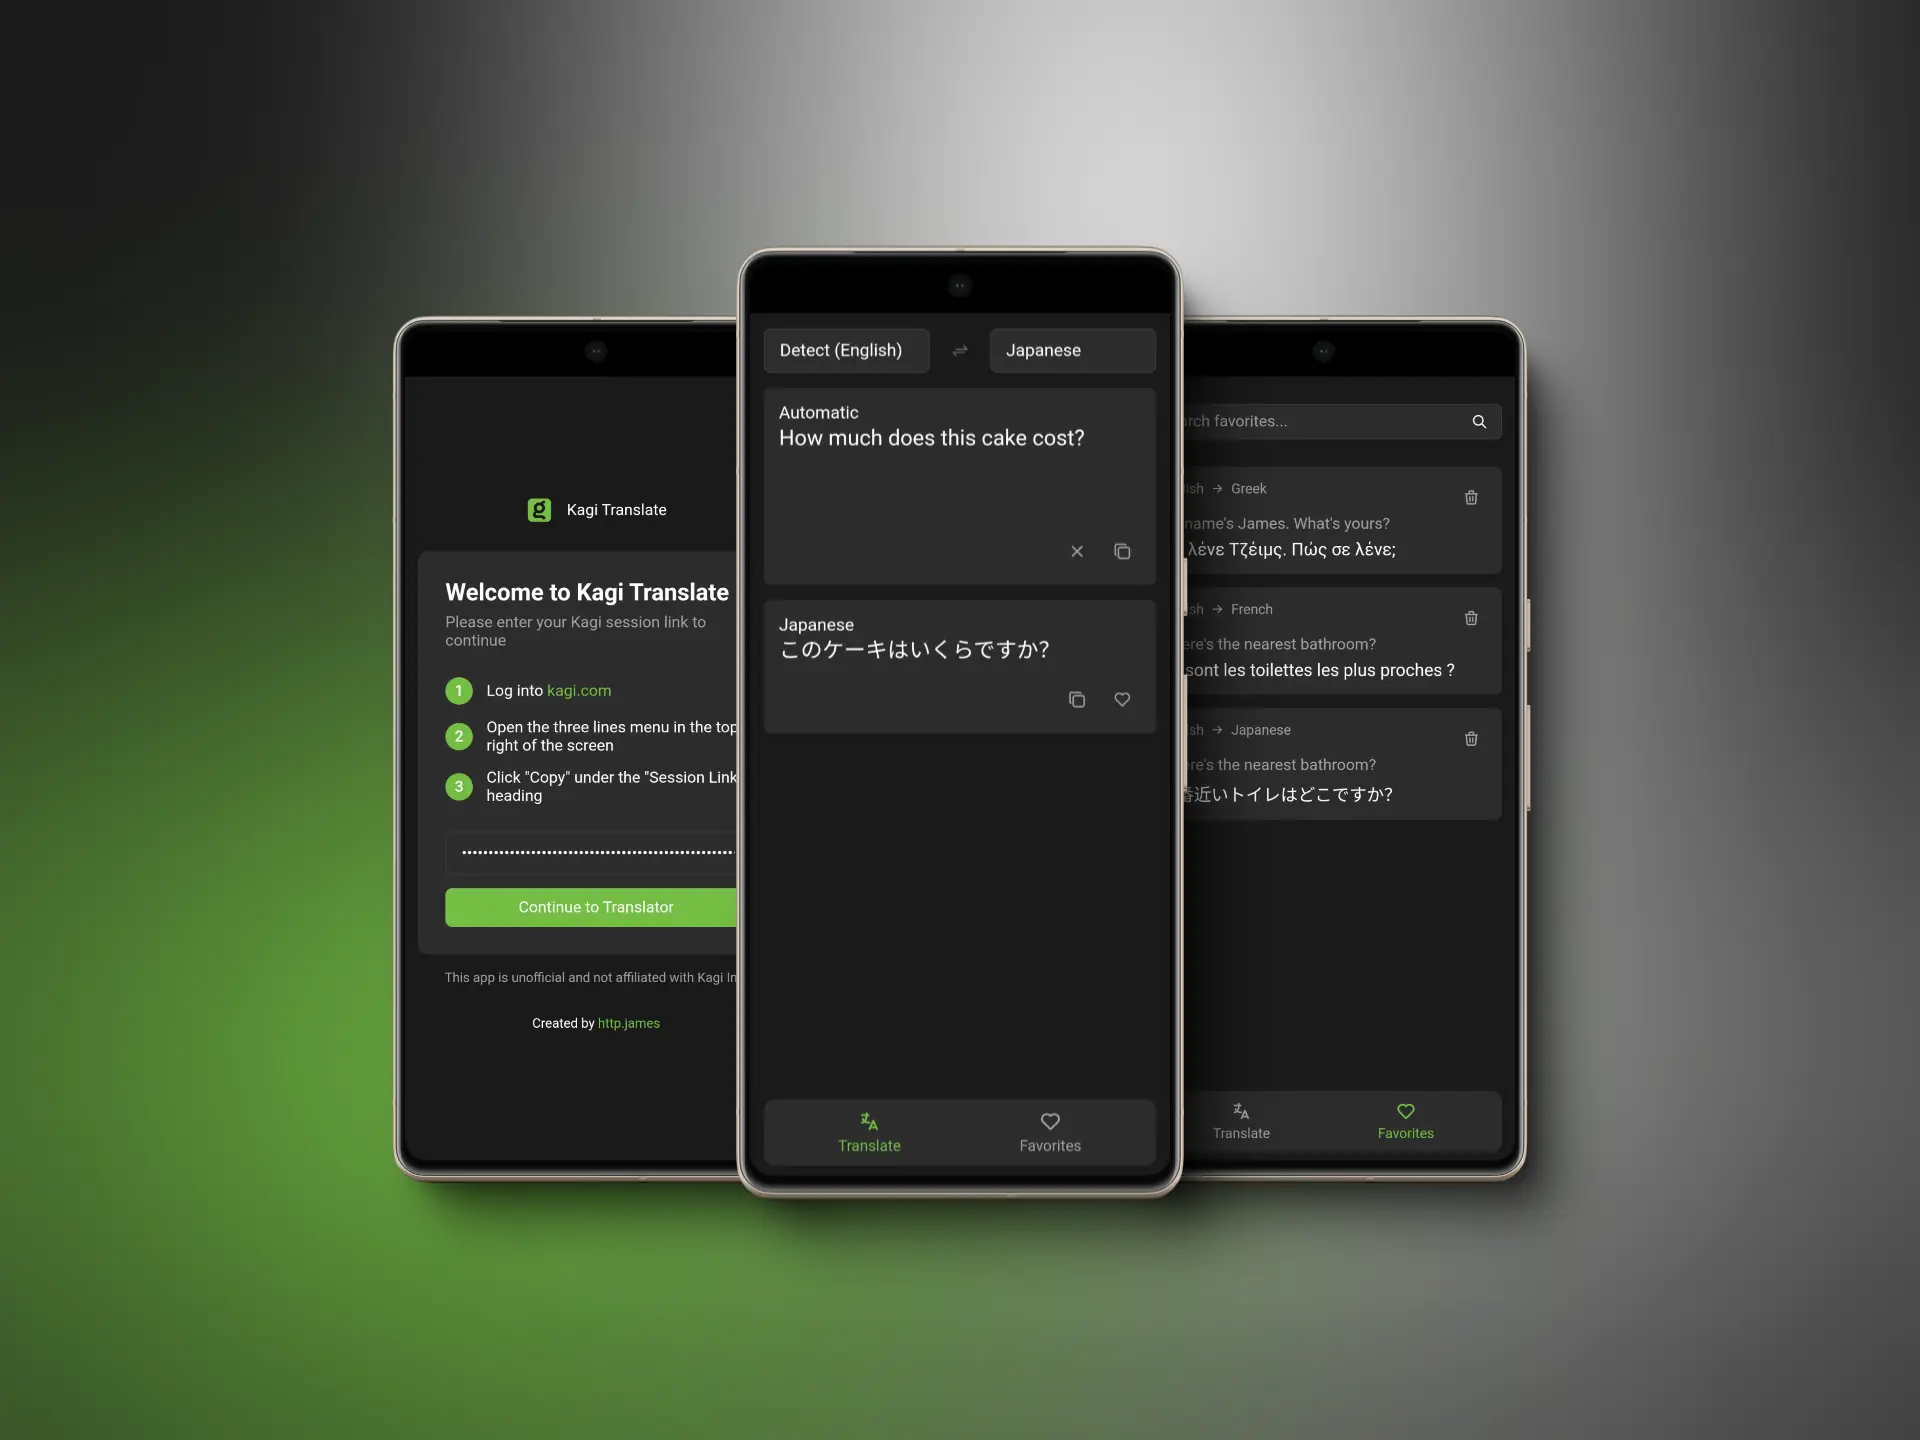 Kagi Translate
Welcome to Kagi Translate
Please enter your Kagi session link to
continue
1 Log into kagi.com
2 Open the three lines menu in the top
right of the screen
3 Click "Copy" under the "Session Link
heading
Continue to Translator
This app is unofficial and not affiliated with Kagi In
Created by http.james
Detect (English)
Japanese
Automatic
How much does this cake cost?
Japanese
このケーキはいくらですか?
Translate
Favorites
rch favorites...
ish → Greek
name's James. What's yours?
λένε Τζέιμς. Πώς σε λένε;
sh → French
ere's the nearest bathroom?
sont les toilettes les plus proches ?
sh → Japanese
ere's the nearest bathroom?
番近いトイレはどこですか?
Translate
Favorites